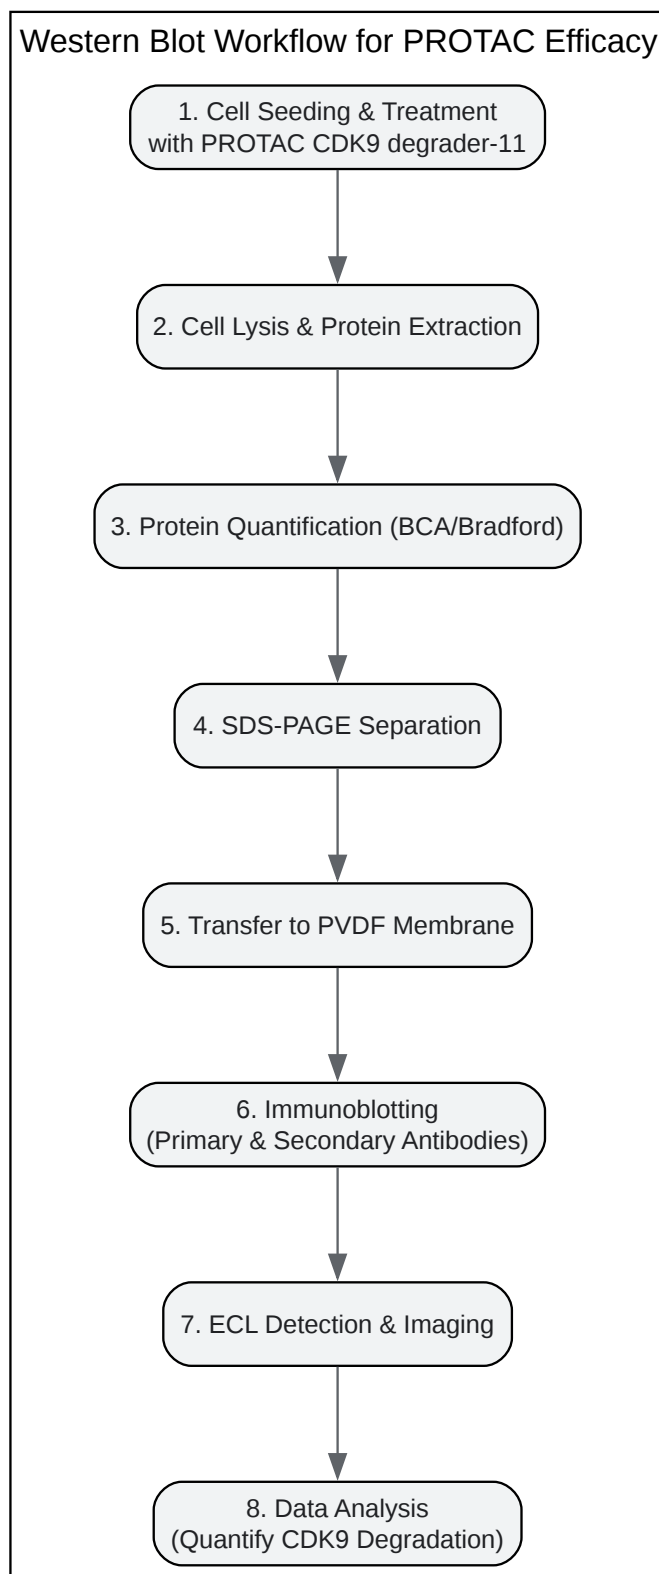 Western Blot Workflow for PROTAC Efficacy
1. Cell Seeding & Treatment
with PROTAC CDK9 degrader-11
2. Cell Lysis & Protein Extraction
3. Protein Quantification (BCA/Bradford)
4. SDS-PAGE Separation
5. Transfer to PVDF Membrane
6. Immunoblotting
(Primary & Secondary Antibodies)
7. ECL Detection & Imaging
8. Data Analysis
(Quantify CDK9 Degradation)